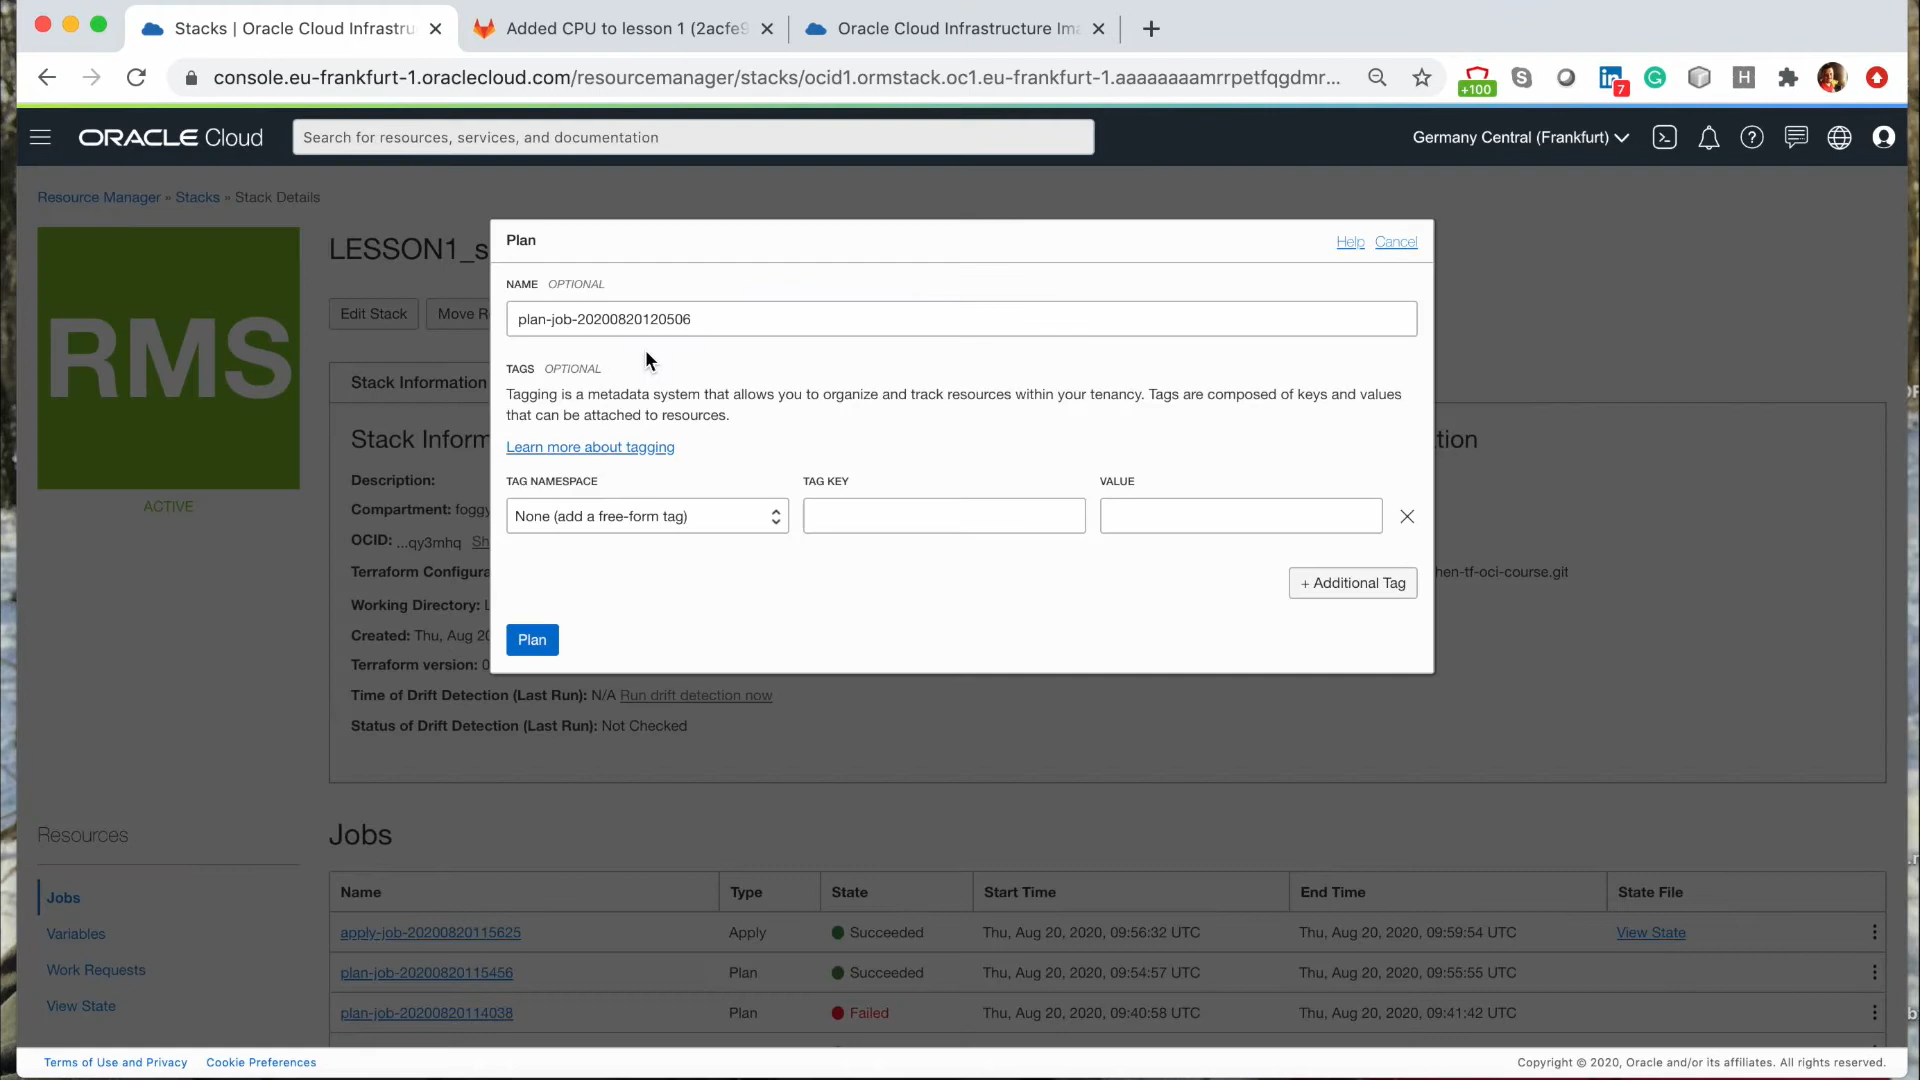 Stacks | Oracle Cloud Infrastru
Added CPU to lesson 1 (2acfe9
Oracle Cloud Infrastructure Ima
console.eu-frankfurt-1.oraclecloud.com/resourcemanager/stacks/ocid1.ormstack.oc1.eu-frankfurt-1.aaaaaaaamrrpetfqgdmr...
+100
7
H
ORACLE Cloud
Search for resources, services, and documentation
Germany Central (Frankfurt)
Resource Manager » Stacks » Stack Details
RMS
ACTIVE
LESSON1_s
Edit Stack
Move R
Stack Information
Stack Inform
tion
Description:
Compartment: foggy
OCID: ...qy3mhq Sh
Terraform Configura
hen-tf-oci-course.git
Working Directory: L
Created: Thu, Aug 20
Terraform version: 0
Time of Drift Detection (Last Run): N/A Run drift detection now
Status of Drift Detection (Last Run): Not Checked
Plan
Help Cancel
NAME OPTIONAL
plan-job-20200820120506
TAGS OPTIONAL
Tagging is a metadata system that allows you to organize and track resources within your tenancy. Tags are composed of keys and values
that can be attached to resources.
Learn more about tagging
TAG NAMESPACE TAG KEY VALUE
None (add a free-form tag)
+ Additional Tag
Plan
Resources
Jobs
Variables
Work Requests
View State
Jobs
Name Type State Start Time End Time State File
apply-job-20200820115625 Apply Succeeded Thu, Aug 20, 2020, 09:56:32 UTC Thu, Aug 20, 2020, 09:59:54 UTC View State
plan-job-20200820115456 Plan Succeeded Thu, Aug 20, 2020, 09:54:57 UTC Thu, Aug 20, 2020, 09:55:55 UTC
plan-job-20200820114038 Plan Failed Thu, Aug 20, 2020, 09:40:58 UTC Thu, Aug 20, 2020, 09:41:42 UTC
Terms of Use and Privacy Cookie Preferences
Copyright © 2020, Oracle and/or its affiliates. All rights reserved.